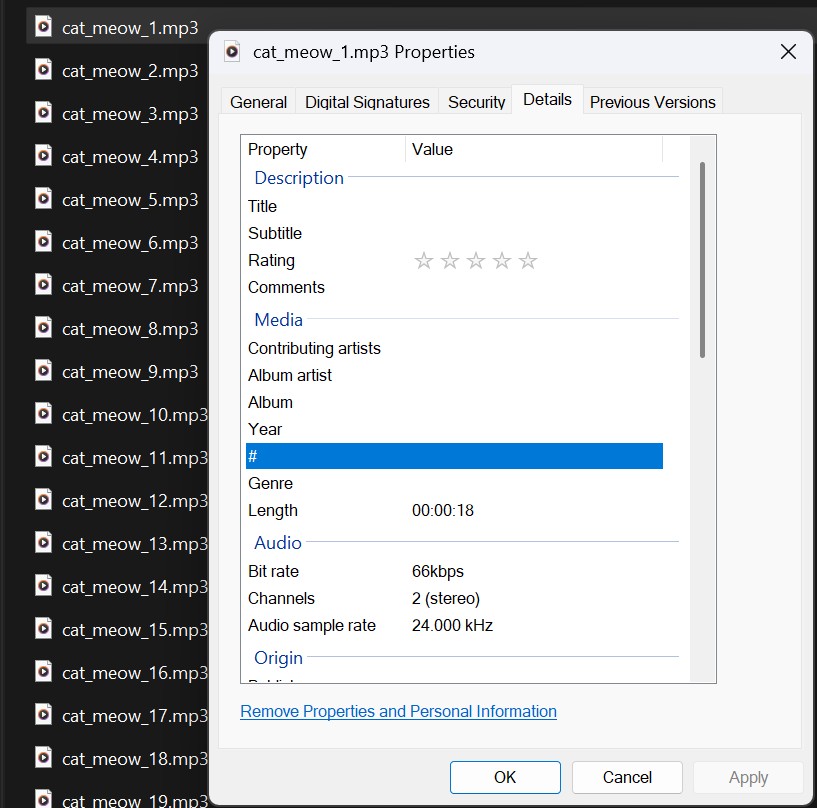 cat_meow_1.mp3
cat_meow_2.mp3
cat_meow_3.mp3
cat_meow_4.mp3
cat_meow_5.mp3
cat_meow_6.mp3
cat_meow_7.mp3
cat_meow_8.mp3
cat_meow_9.mp3
cat_meow_10.mp3
cat_meow_11.mp3
cat_meow_12.mp3
cat_meow_13.mp3
cat_meow_14.mp3
cat_meow_15.mp3
cat_meow_16.mp3
cat_meow_17.mp3
cat_meow_18.mp3
cat_meow_19.mp3
cat_meow_1.mp3 Properties
General Digital Signatures Security Details Previous Versions
Property Value
Description
Title
Subtitle
Rating
Comments
Media
Contributing artists
Album artist
Album
Year
#
Genre
Length 00:00:18
Audio
Bit rate 66kbps
Channels 2 (stereo)
Audio sample rate 24.000 kHz
Origin
Remove Properties and Personal Information
OK Cancel Apply